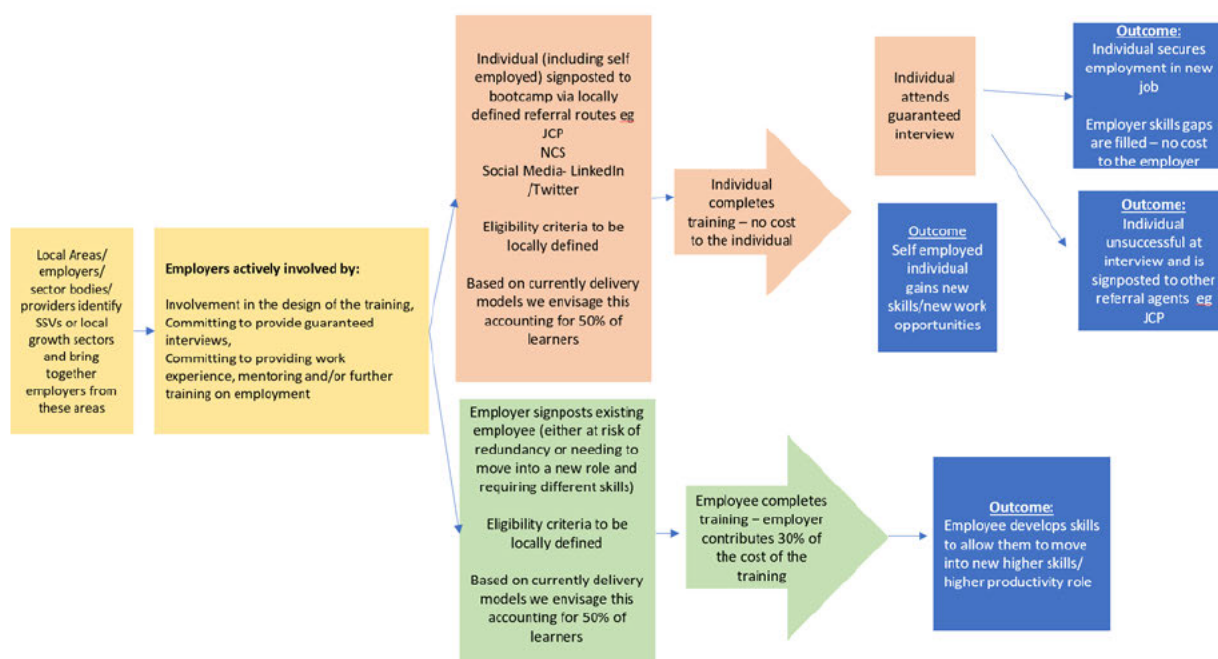 Local Areas/
employers/
sector bodies/
providers identify
SSVs or local
growth sectors
and bring
together
employers from
these areas
Employers actively involved by:
Involvement in the design of the training,
Committing to provide guaranteed
interviews,
Committing to providing work
experience, mentoring and/or further
training on employment
Individual (including self
employed) signposted to
bootcamp via locally
defined referral routes eg
JCP
NCS
Social Media- LinkedIn
/Twitter
Eligibility criteria to be
locally defined
Based on currently delivery
models we envisage this
accounting for 50% of
learners
Individual
completes
training – no cost
to the individual
Individual
attends
guaranteed
interview
Outcome:
Individual secures
employment in new
job
Employer skills gaps
are filled – no cost
to the employer
Outcome
Self employed
individual
gains new
skills/new work
opportunities
Outcome:
Individual
unsuccessful at
interview and is
signposted to other
referral agents eg
JCP
Employer signposts existing
employee (either at risk of
redundancy or needing to
move into a new role and
requiring different skills)
Eligibility criteria to be
locally defined
Based on currently delivery
models we envisage this
accounting for 50% of
learners
Employee completes
training – employer
contributes 30% of
the cost of the
training
Outcome:
Employee develops skills
to allow them to move
into new higher skills/
higher productivity role